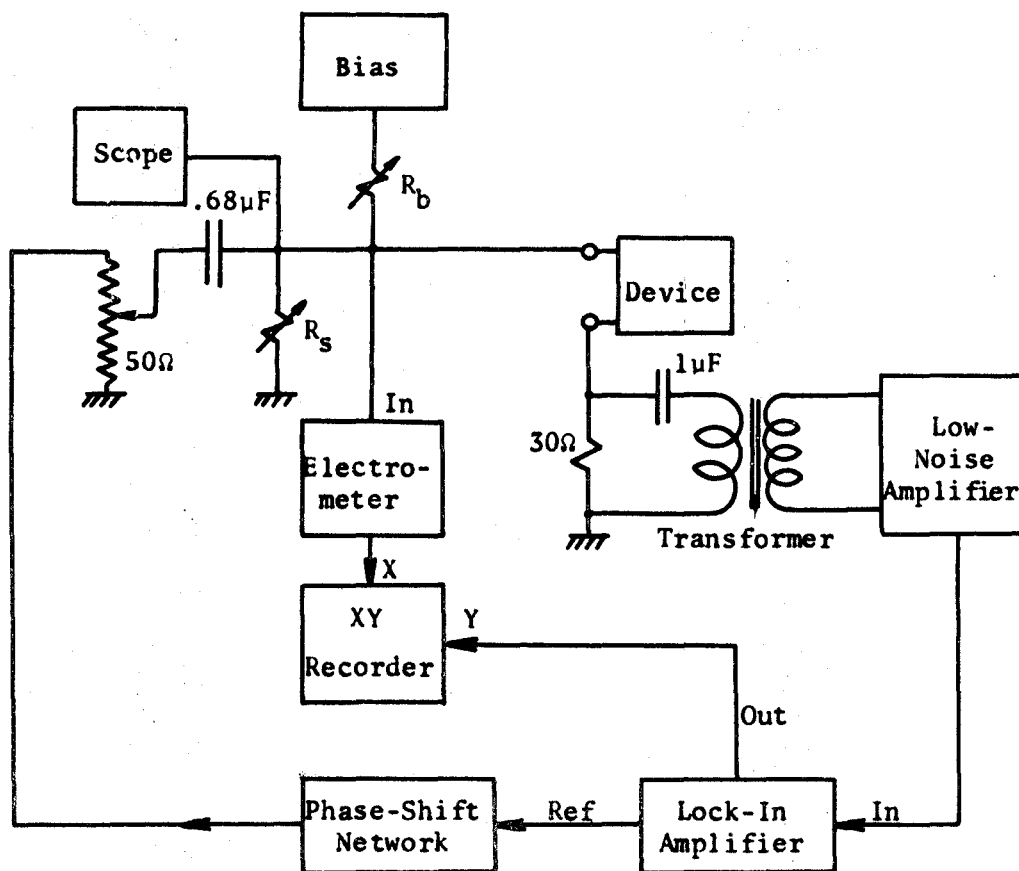 Bias
Scope
R_b
.68μF
Device
R_s
50Ω
1μF
In
30Ω
Low-
Noise
Amplifier
Electro-
meter
Transformer
X
XY
Recorder
Y
Out
Phase-Shift
Network
Ref
Lock-In
Amplifier
In